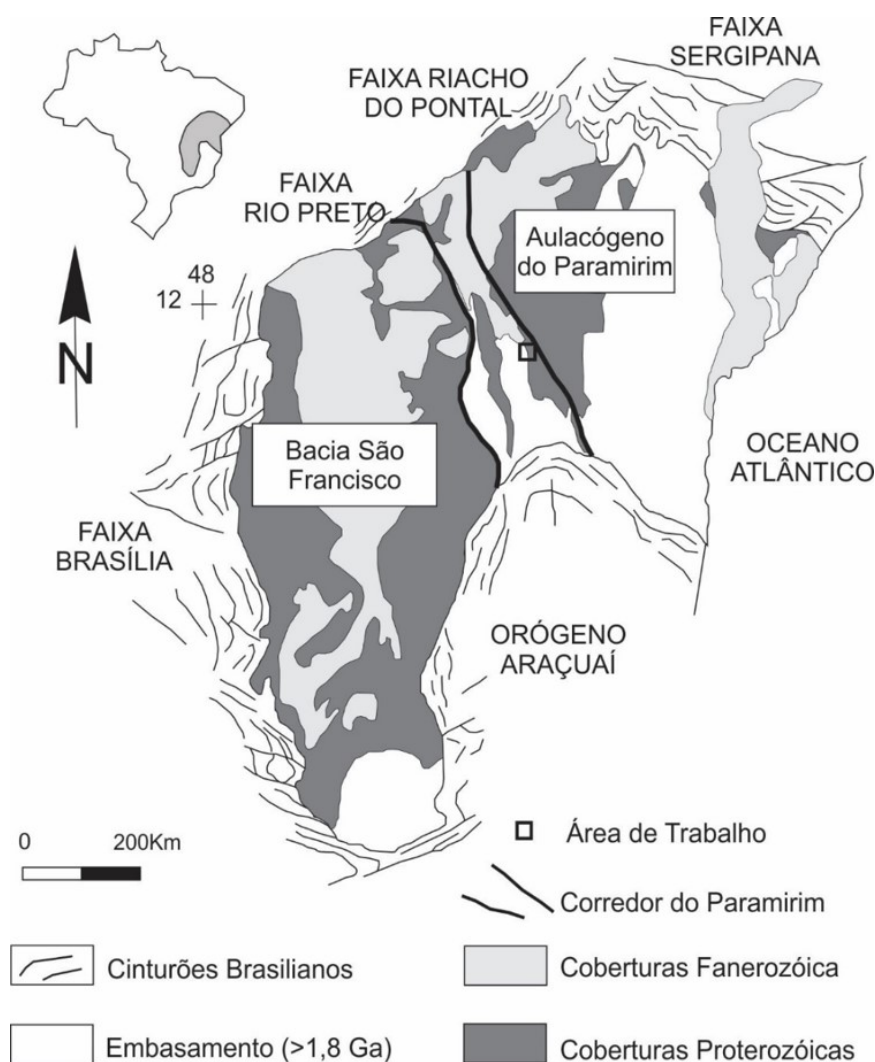 FAIXA
SERGIPANA
FAIXA RIACHO
DO PONTAL
FAIXA
RIO PRETO
Aulacógeno
do Paramirim
48
12
N
Bacia São
Francisco
OCEANO
ATLÂNTICO
FAIXA
BRASÍLIA
ORÓGENO
ARAÇUAÍ
0 200Km
Área de Trabalho
Corredor do Paramirim
Cinturões Brasilianos
Coberturas Fanerozóica
Embasamento (>1,8 Ga)
Coberturas Proterozóicas